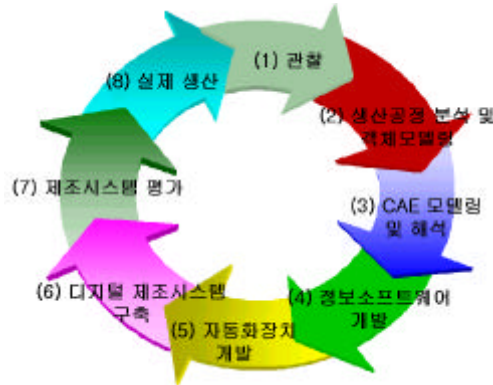 (1) 관찰
(2) 생산공정 분석 및
객체모델링
(3) CAE 모델링
및 해석
(4) 정보소프트웨어
개발
(5) 자동화장치
개발
(6) 디지털 제조시스템
구축
(7) 제조시스템 평가
(8) 실제 생산